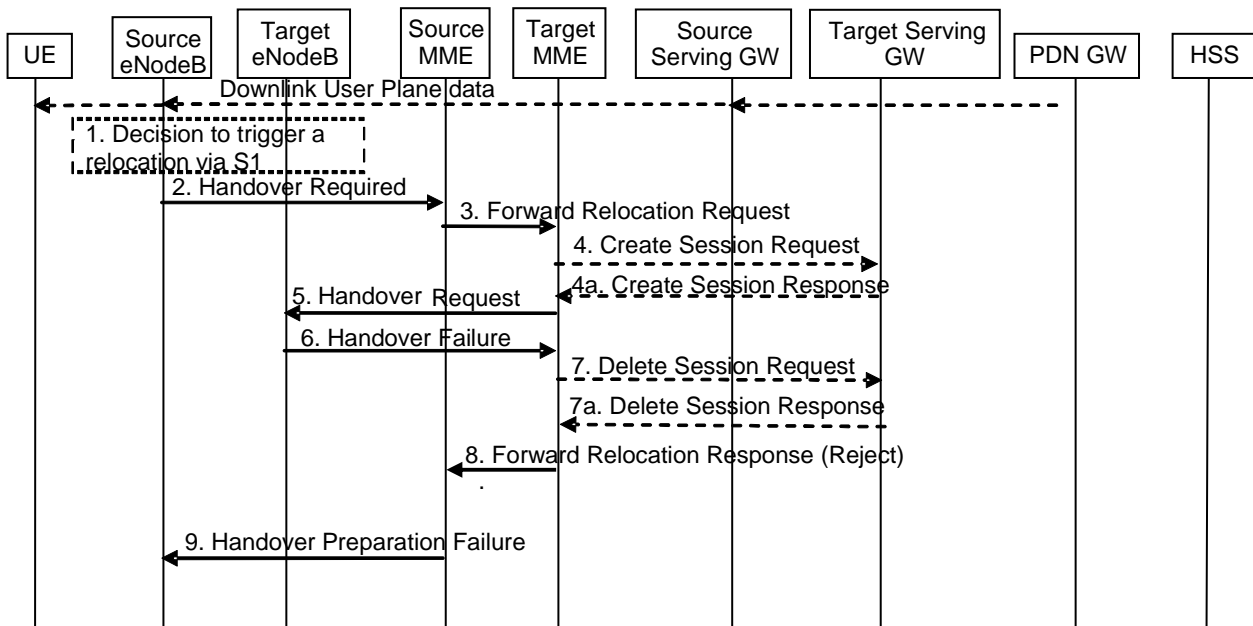 UE
Source
eNodeB
Target
eNodeB
Source
MME
Target
MME
Source
Serving GW
Target Serving
GW
PDN GW
HSS
Downlink User Plane data
1. Decision to trigger a
relocation via S1
2. Handover Required
3. Forward Relocation Request
4. Create Session Request
4a. Create Session Response
5. Handover Request
6. Handover Failure
7. Delete Session Request
7a. Delete Session Response
8. Forward Relocation Response (Reject)
.
9. Handover Preparation Failure